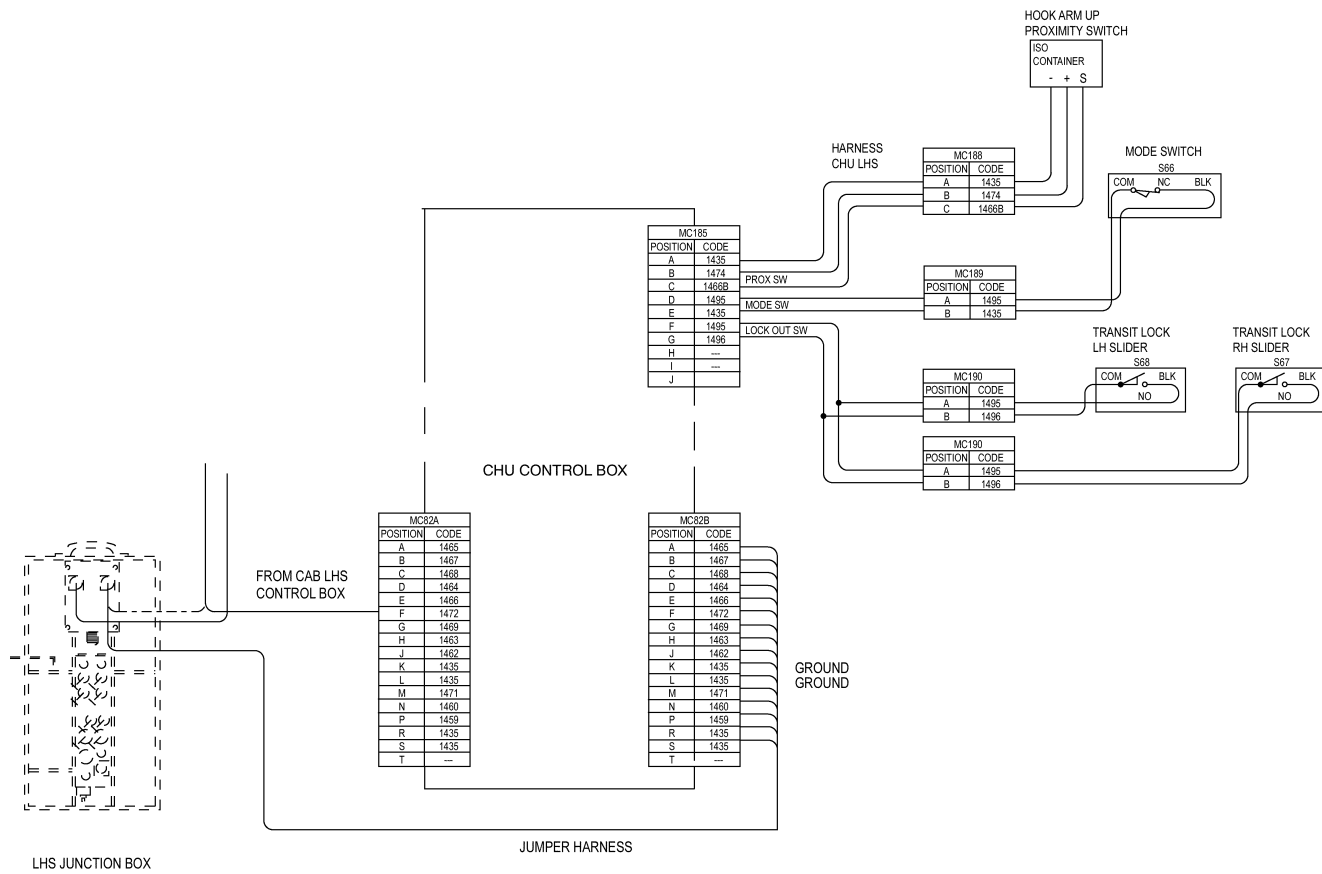 HOOK ARM UP
PROXIMITY SWITCH
ISO
CONTAINER
- + S
HARNESS
CHU LHS
MC188
POSITION CODE
A 1435
B 1474
C 1466B
MODE SWITCH
S66
COM NC BLK
MC185
POSITION CODE
A 1435
B 1474
C 1466B
D 1495
E 1435
F 1495
G 1496
H ---
I ---
J
PROX SW
MODE SW
LOCK OUT SW
MC189
POSITION CODE
A 1495
B 1435
TRANSIT LOCK
LH SLIDER
S68
COM BLK
NO
TRANSIT LOCK
RH SLIDER
S67
COM BLK
NO
MC190
POSITION CODE
A 1495
B 1496
MC190
POSITION CODE
A 1495
B 1496
CHU CONTROL BOX
FROM CAB LHS
CONTROL BOX
MC82A
POSITION CODE
A 1465
B 1467
C 1468
D 1464
E 1466
F 1472
G 1469
H 1463
J 1462
K 1435
L 1435
M 1471
N 1460
P 1459
R 1435
S 1435
T ---
MC82B
POSITION CODE
A 1465
B 1467
C 1468
D 1464
E 1466
F 1472
G 1469
H 1463
J 1462
K 1435
L 1435
M 1471
N 1460
P 1459
R 1435
S 1435
T ---
GROUND
GROUND
JUMPER HARNESS
LHS JUNCTION BOX